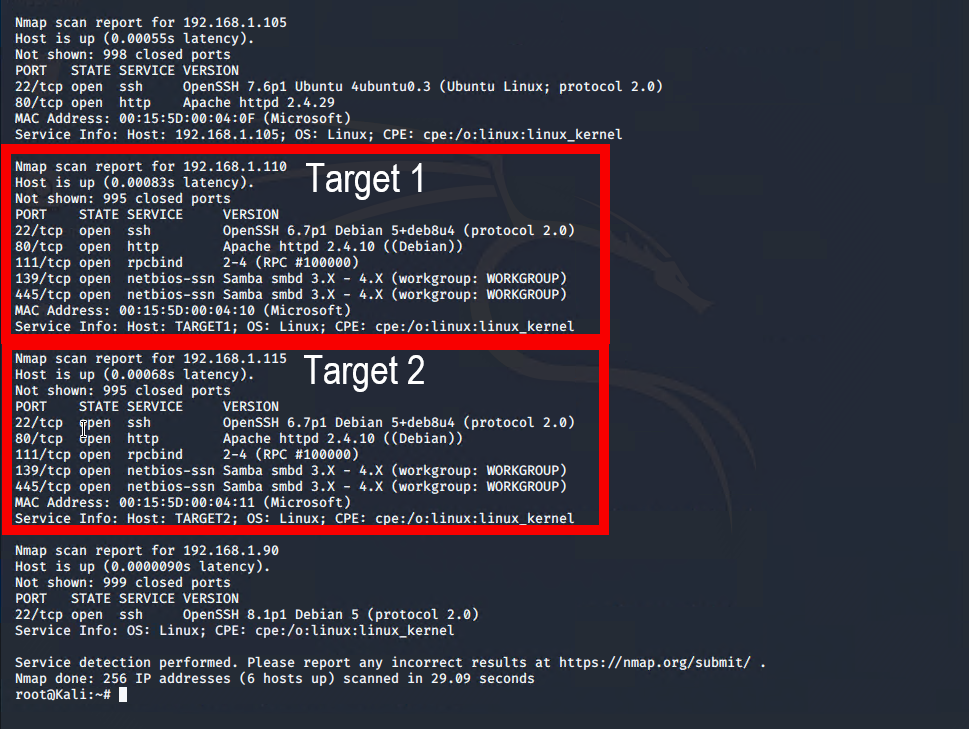 Nmap scan report for 192.168.1.105
Host is up (0.00055s latency).
Not shown: 998 closed ports
PORT   STATE SERVICE VERSION
22/tcp open  ssh     OpenSSH 7.6p1 Ubuntu 4ubuntu0.3 (Ubuntu Linux; protocol 2.0)
80/tcp open  http    Apache httpd 2.4.29
MAC Address: 00:15:5D:00:04:0F (Microsoft)
Service Info: Host: 192.168.1.105; OS: Linux; CPE: cpe:/o:linux:linux_kernel
Nmap scan report for 192.168.1.110
Target 1
Host is up (0.00083s latency).
Not shown: 995 closed ports
PORT    STATE SERVICE     VERSION
22/tcp  open  ssh         OpenSSH 6.7p1 Debian 5+deb8u4 (protocol 2.0)
80/tcp  open  http        Apache httpd 2.4.10 ((Debian))
111/tcp open  rpcbind     2-4 (RPC #100000)
139/tcp open  netbios-ssn Samba smbd 3.X - 4.X (workgroup: WORKGROUP)
445/tcp open  netbios-ssn Samba smbd 3.X - 4.X (workgroup: WORKGROUP)
MAC Address: 00:15:5D:00:04:10 (Microsoft)
Service Info: Host: TARGET1; OS: Linux; CPE: cpe:/o:linux:linux_kernel
Nmap scan report for 192.168.1.115
Target 2
Host is up (0.00068s latency).
Not shown: 995 closed ports
PORT    STATE SERVICE     VERSION
22/tcp  open  ssh         OpenSSH 6.7p1 Debian 5+deb8u4 (protocol 2.0)
80/tcp  open  http        Apache httpd 2.4.10 ((Debian))
111/tcp open  rpcbind     2-4 (RPC #100000)
139/tcp open  netbios-ssn Samba smbd 3.X - 4.X (workgroup: WORKGROUP)
445/tcp open  netbios-ssn Samba smbd 3.X - 4.X (workgroup: WORKGROUP)
MAC Address: 00:15:5D:00:04:11 (Microsoft)
Service Info: Host: TARGET2; OS: Linux; CPE: cpe:/o:linux:linux_kernel
Nmap scan report for 192.168.1.90
Host is up (0.0000090s latency).
Not shown: 999 closed ports
PORT   STATE SERVICE VERSION
22/tcp open  ssh     OpenSSH 8.1p1 Debian 5 (protocol 2.0)
Service Info: OS: Linux; CPE: cpe:/o:linux:linux_kernel
Service detection performed. Please report any incorrect results at https://nmap.org/submit/ .
Nmap done: 256 IP addresses (6 hosts up) scanned in 29.09 seconds
root@Kali:~#